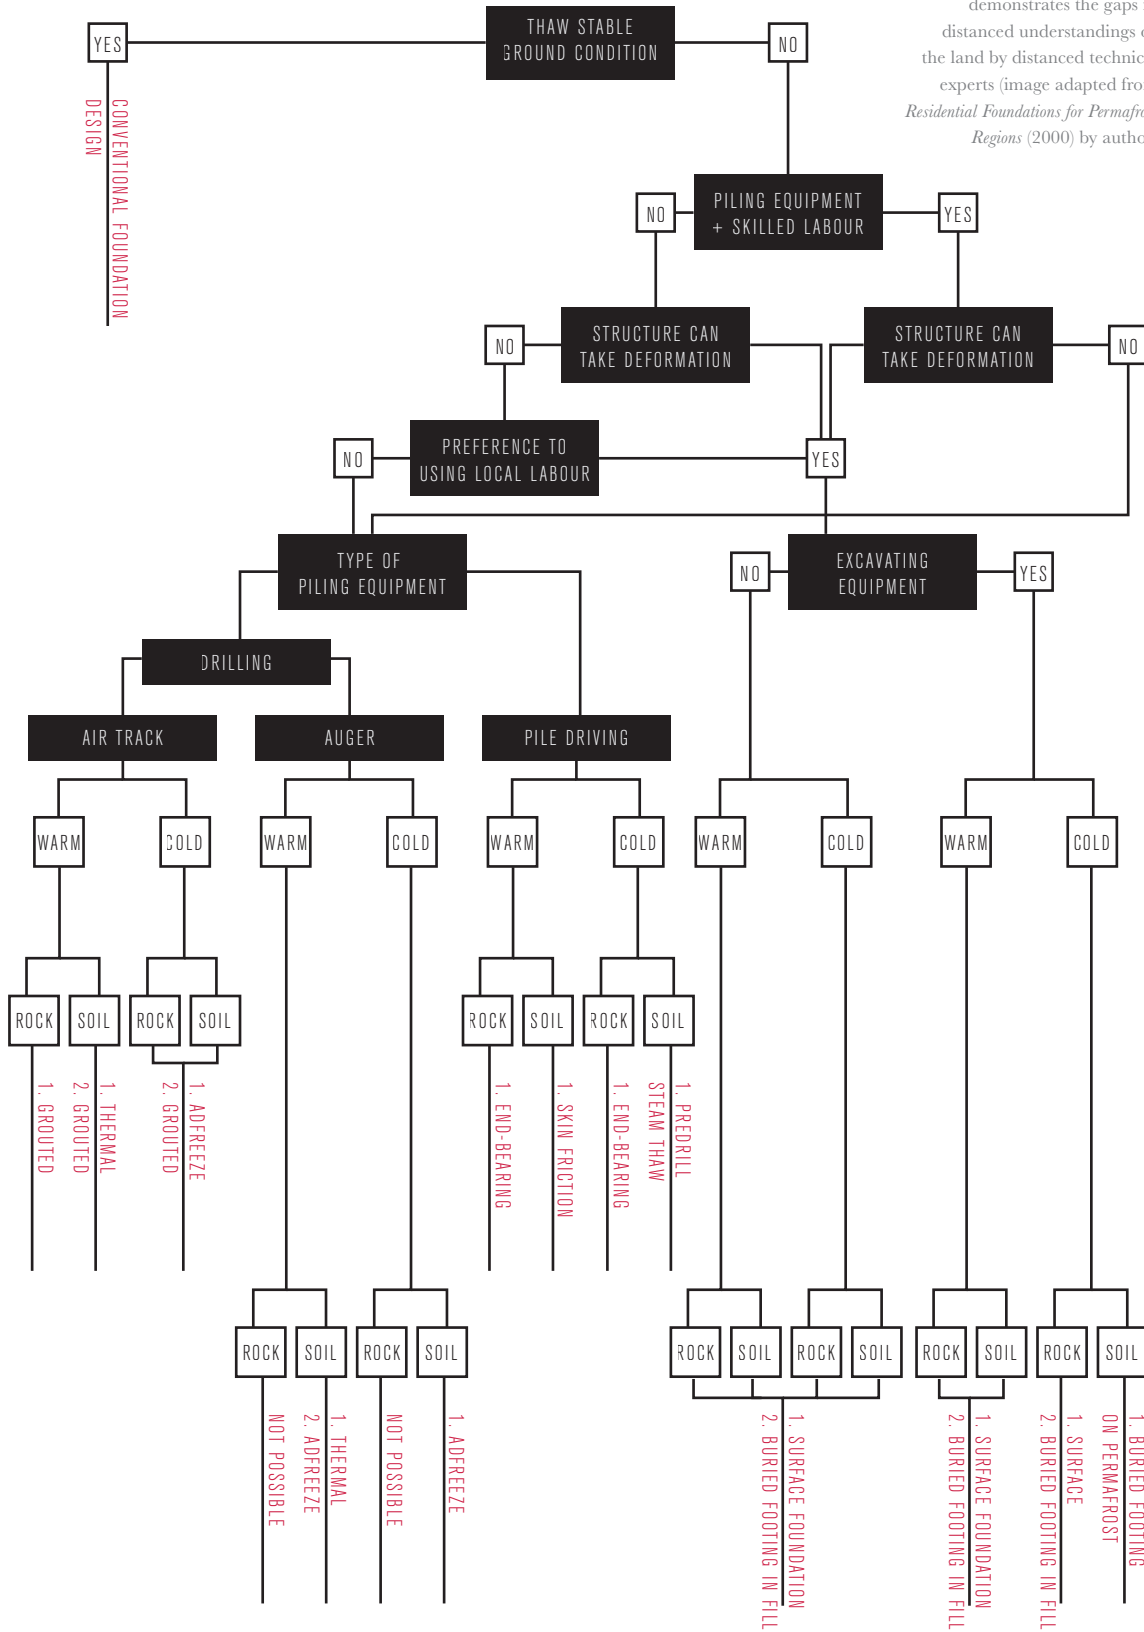 demonstrates the gaps
distanced understandings
the land by distanced
experts (image adapted
Residential Foundations for
Regions (2000) by
YES
THAW STABLE
GROUND CONDITION
NO
CONVENTIONAL FOUNDATION
DESIGN
NO
PILING EQUIPMENT
+ SKILLED LABOUR
YES
NO
STRUCTURE CAN
TAKE DEFORMATION
STRUCTURE CAN
TAKE DEFORMATION
NO
NO
PREFERENCE TO
USING LOCAL LABOUR
YES
TYPE OF
PILING EQUIPMENT
NO
EXCAVATING
EQUIPMENT
YES
DRILLING
AIR TRACK
AUGER
PILE DRIVING
WARM
COLD
WARM
COLD
WARM
COLD
WARM
COLD
WARM
COLD
ROCK
SOIL
ROCK
SOIL
ROCK
SOIL
ROCK
SOIL
1. GROUTED
1. THERMAL
2. GROUTED
1. ADFREEZE
2. GROUTED
1. END-BEARING
1. SKIN FRICTION
1. END-BEARING
1. PREDRILL
STEAM THAW
ROCK
SOIL
ROCK
SOIL
ROCK
SOIL
ROCK
SOIL
ROCK
SOIL
ROCK
SOIL
NOT POSSIBLE
1. THERMAL
2. ADFREEZE
NOT POSSIBLE
1. ADFREEZE
1. SURFACE FOUNDATION
2. BURIED FOOTING IN FILL
1. SURFACE FOUNDATION
2. BURIED FOOTING IN FILL
1. SURFACE
2. BURIED FOOTING IN FILL
1. BURIED FOOTING
ON PERMAFROST